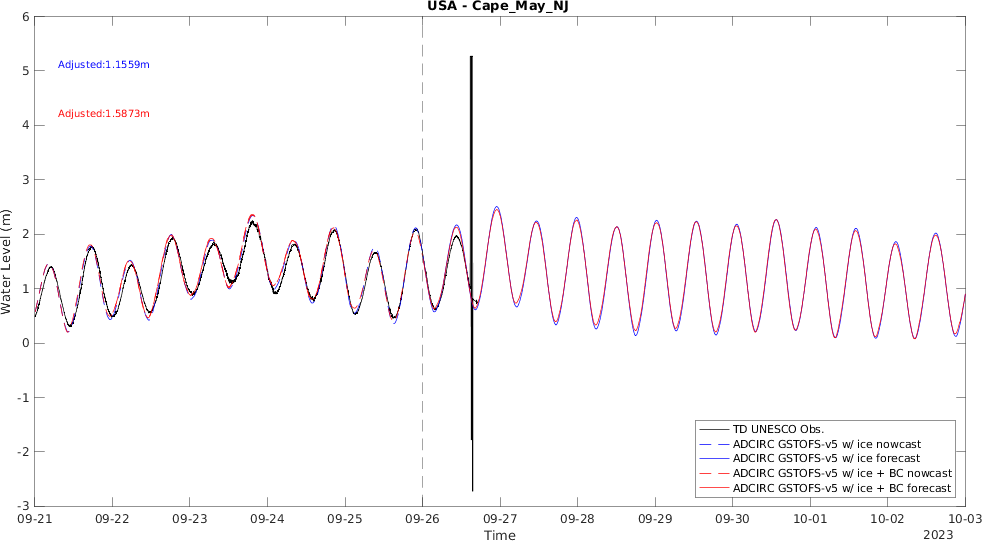 USA - Cape_May_NJ
6
5
4
3
2
1
0
-1
-2
-3
Water Level (m)
Adjusted:1.1559m
Adjusted:1.5873m
TD UNESCO Obs.
ADCIRC GSTOFS-v5 w/ ice nowcast
ADCIRC GSTOFS-v5 w/ ice forecast
ADCIRC GSTOFS-v5 w/ ice + BC nowcast
ADCIRC GSTOFS-v5 w/ ice + BC forecast
09-21 09-22 09-23 09-24 09-25 09-26 09-27 09-28 09-29 09-30 10-01 10-02 10-03
Time
2023